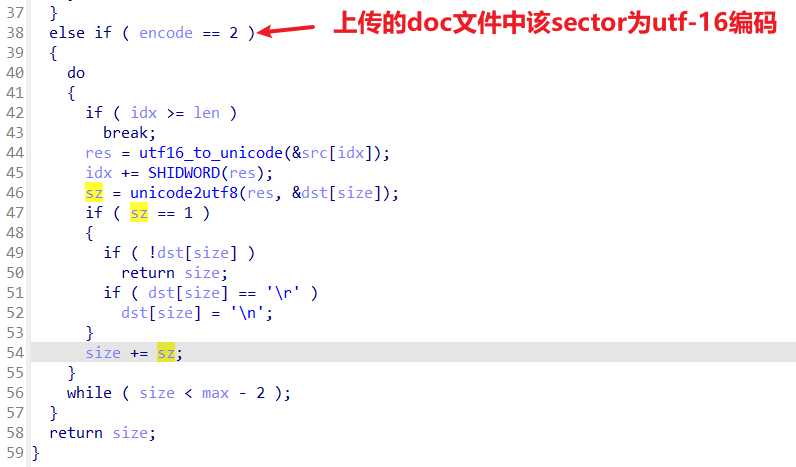 37 }
38 else if ( encode == 2 ) 上传的doc文件中该sector为utf-16编码
39 {
40 do
41 {
42 if ( idx >= len )
43 break;
44 res = utf16_to_unicode(&src[idx]);
45 idx += SHIDWORD(res);
46 sz = unicode2utf8(res, &dst[size]);
47 if ( sz == 1 )
48 {
49 if ( !dst[size] )
50 return size;
51 if ( dst[size] == '\r' )
52 dst[size] = '\n';
53 }
54 size += sz;
55 }
56 while ( size < max - 2 );
57 }
58 return size;
59 }